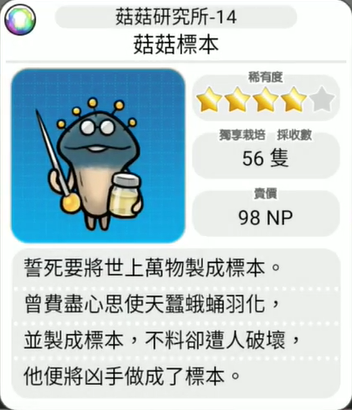 菇菇研究所-14
菇菇標本
稀有度
獨享栽培 採收數
56 隻
賣價
98 NP
誓死要將世上萬物製成標本。
曾費盡心思使天蠶蛾蛹羽化，
並製成標本，不料卻遭人破壞，
他便將凶手做成了標本。